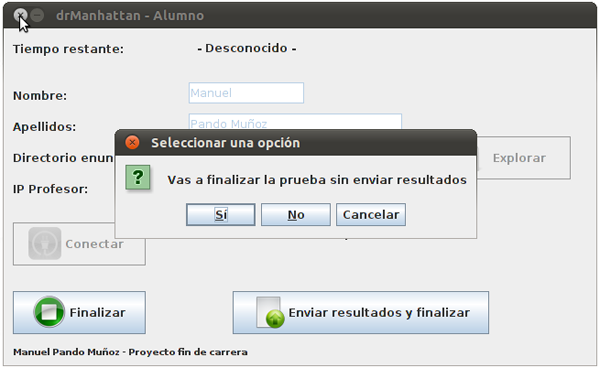 drManhattan - Alumno
Tiempo restante: - Desconocido -
Nombre: Manuel
Apellidos: Pando Muñoz
Seleccionar una opción
Directorio enun Explorar
? Vas a finalizar la prueba sin enviar resultados
IP Profesor:
Sí No Cancelar
Conectar
Finalizar Enviar resultados y finalizar
Manuel Pando Muñoz - Proyecto fin de carrera